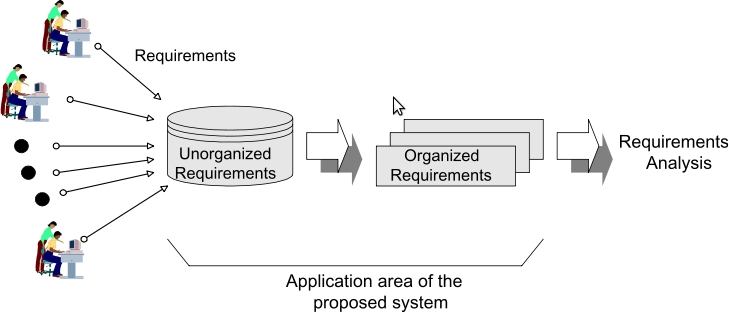 Requirements
Unorganized
Requirements
Organized
Requirements
Requirements
Analysis
Application area of the
proposed system